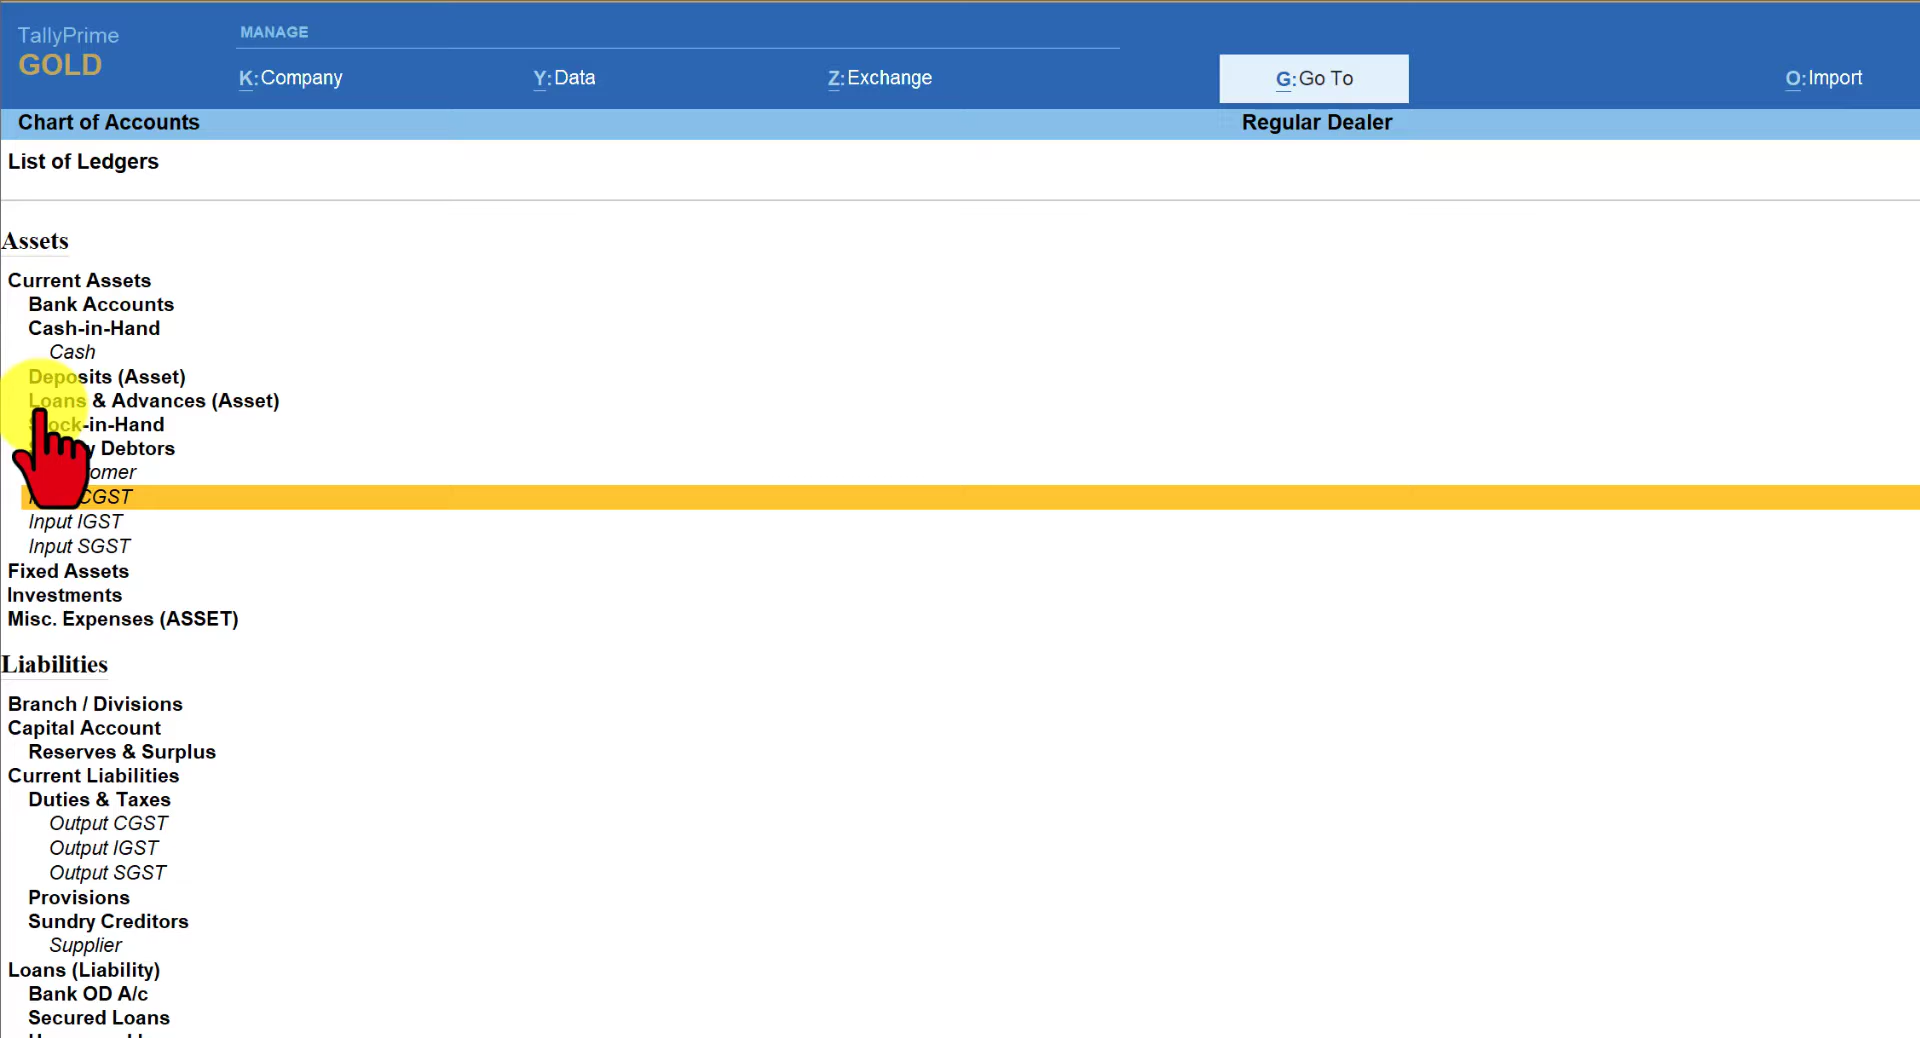 TallyPrime
GOLD
MANAGE
K:Company
Y:Data
Z:Exchange
G:Go To
O:Import
Chart of Accounts
Regular Dealer
List of Ledgers
Assets
Current Assets
Bank Accounts
Cash-in-Hand
Cash
Deposits (Asset)
Loans & Advances (Asset)
ock-in-Hand
y Debtors
omer
CGST
Input IGST
Input SGST
Fixed Assets
Investments
Misc. Expenses (ASSET)
Liabilities
Branch / Divisions
Capital Account
Reserves & Surplus
Current Liabilities
Duties & Taxes
Output CGST
Output IGST
Output SGST
Provisions
Sundry Creditors
Supplier
Loans (Liability)
Bank OD A/c
Secured Loans